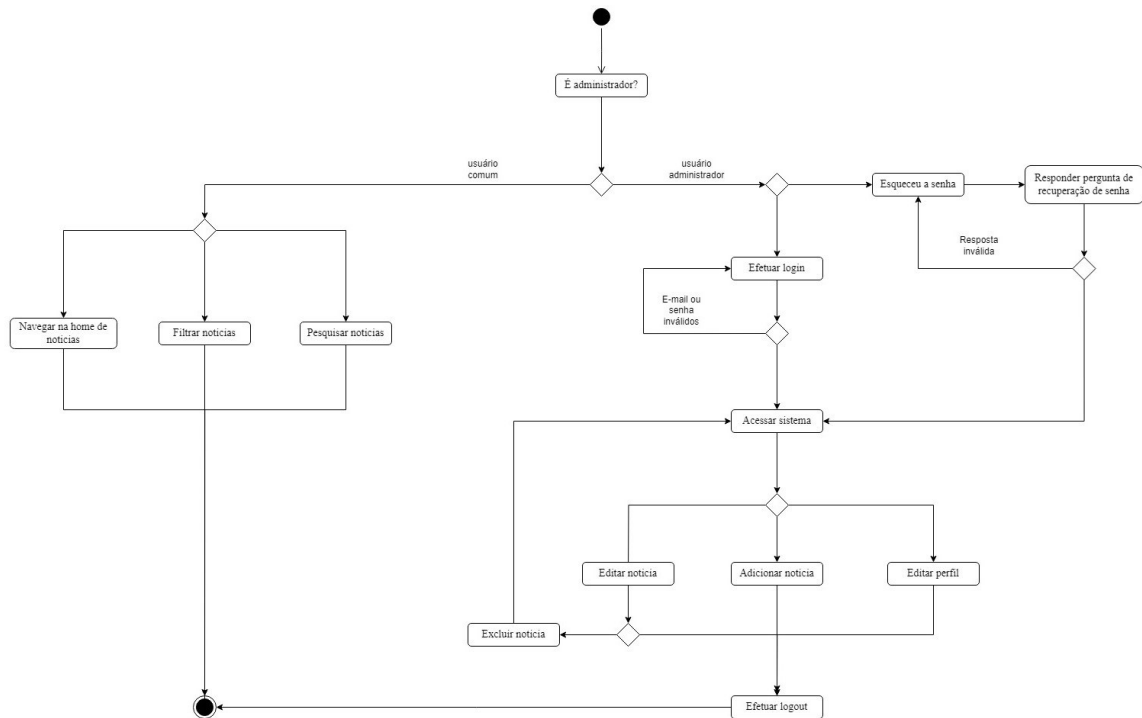 É administrador?
usuário
comum
usuário
administrador
Esqueceu a senha
Responder pergunta de
recuperação de senha
Resposta
inválida
Efetuar login
E-mail ou
senha
inválidos
Navegar na home de
noticias
Filtrar noticias
Pesquisar noticias
Acessar sistema
Editar noticia
Adicionar noticia
Editar perfil
Excluir noticia
Efetuar logout